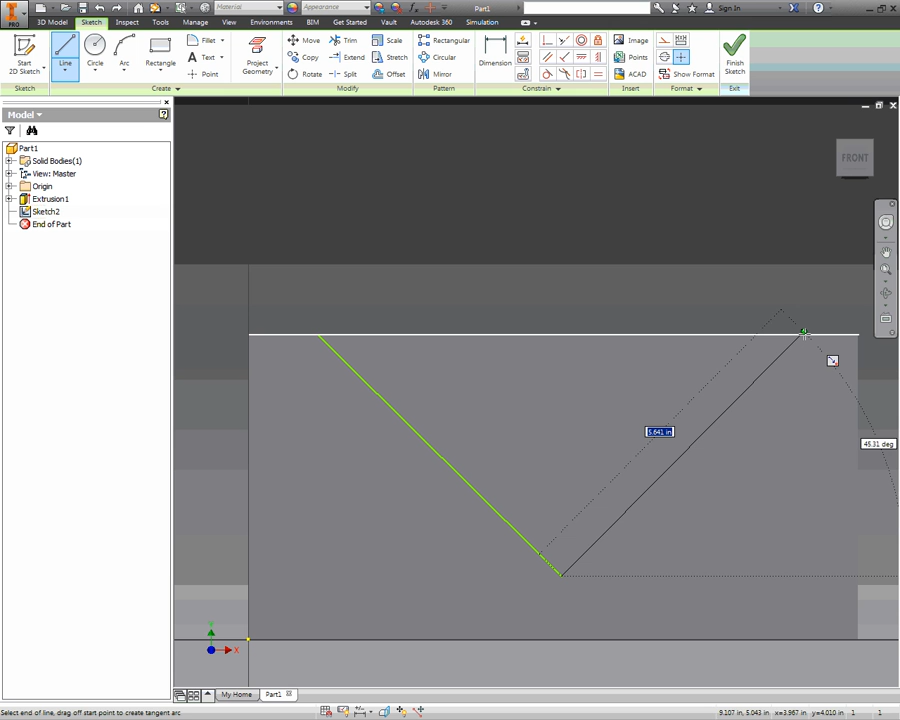 PRO
Material
Appearance
Part1
Sign In
3D Model Sketch Inspect Tools Manage View Environments BIM Get Started Vault Autodesk 360 Simulation
Start
2D Sketch
Line
Circle
Arc
Rectangle
Fillet
Text
Point
Project
Geometry
Move
Copy
Rotate
Trim
Extend
Split
Scale
Stretch
Offset
Rectangular
Circular
Mirror
Dimension
Image
Points
ACAD
Show Format
Finish
Sketch
Sketch
Create
Modify
Pattern
Constrain
Insert
Format
Exit
Model
Part1
Solid Bodies(1)
View: Master
Origin
Extrusion1
Sketch2
End of Part
FRONT
5.641 in
45.31 deg
X
My Home
Part1
Select end of line, drag off start point to create tangent arc
9.107 in, 5.043 in x=3.967 in y=4.010 in 1 1